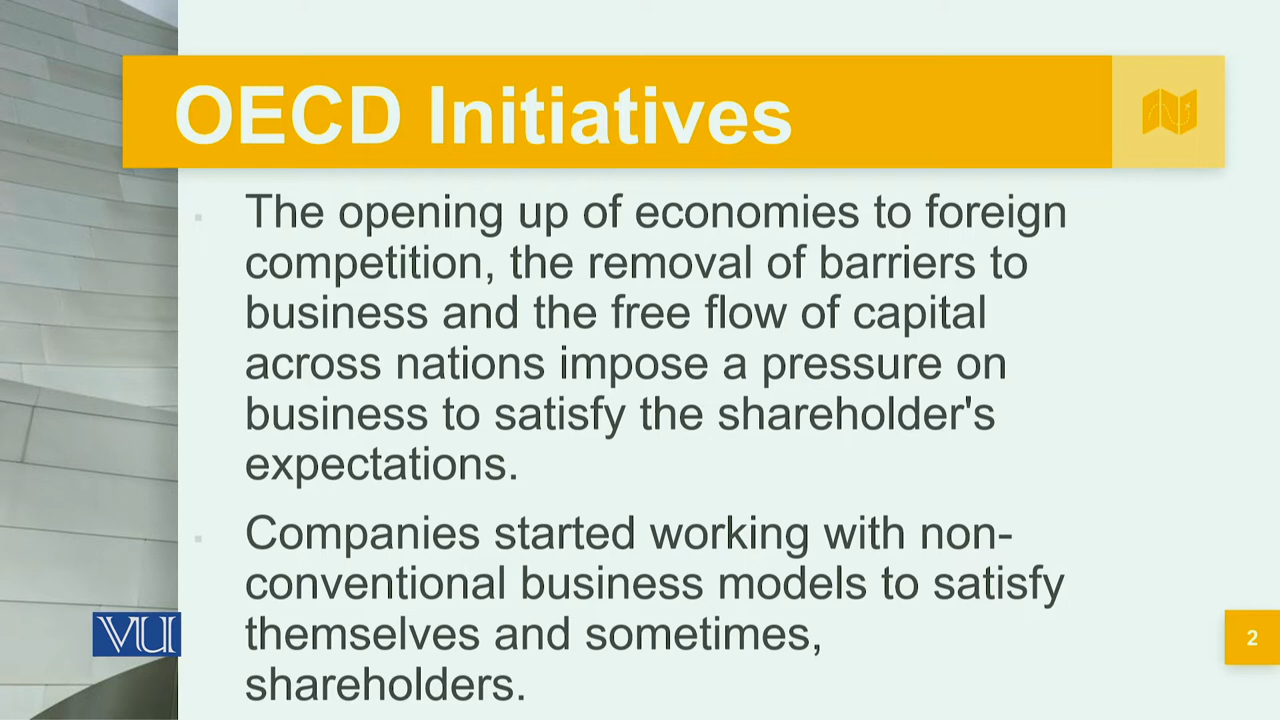 OECD Initiatives
The opening up of economies to foreign
competition, the removal of barriers to
business and the free flow of capital
across nations impose a pressure on
business to satisfy the shareholder's
expectations.
Companies started working with non-
conventional business models to satisfy
themselves and sometimes,
shareholders.
VU
2